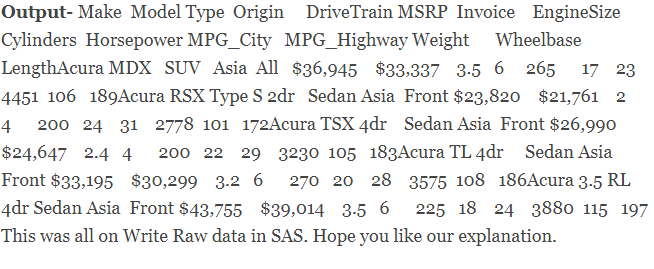 Output- Make  Model Type  Origin     DriveTrain MSRP  Invoice    EngineSize
Cylinders  Horsepower MPG_City   MPG_Highway Weight      Wheelbase
LengthAcura MDX   SUV   Asia  All   $36,945    $33,337    3.5  6     265      17    23
4451  106   189Acura RSX Type S 2dr   Sedan Asia  Front $23,820    $21,761    2
4      200   24    31    2778  101   172Acura TSX 4dr    Sedan Asia  Front $26,990
$24,647    2.4  4      200   22    29    3230  105   183Acura TL 4dr     Sedan Asia
Front $33,195    $30,299    3.2  6      270   20    28    3575  108   186Acura 3.5 RL
4dr Sedan Asia  Front $43,755    $39,014    3.5  6      225   18    24    3880  115   197
This was all on Write Raw data in SAS. Hope you like our explanation.